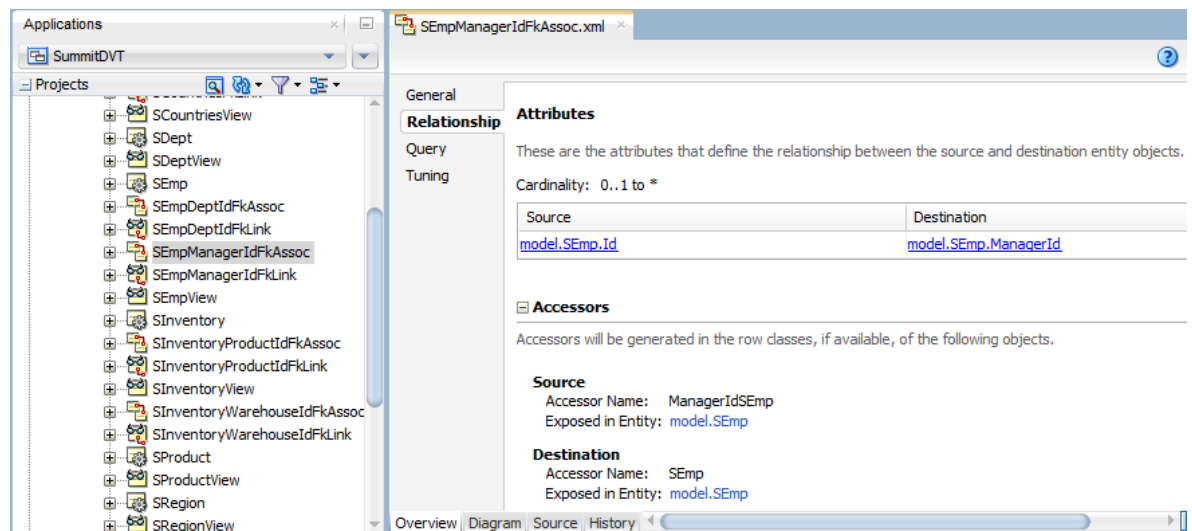 Applications
SummitDVT
Projects
SCountriesView
SDept
SDeptView
SEmp
SEmpDeptIdFkAssoc
SEmpDeptIdFkLink
SEmpManagerIdFkAssoc
SEmpManagerIdFkLink
SEmpView
SInventory
SInventoryProductIdFkAssoc
SInventoryProductIdFkLink
SInventoryView
SInventoryWarehouseIdFkAssoc
SInventoryWarehouseIdFkLink
SProduct
SProductView
SRegion
SRegionView
SEmpManagerIdFkAssoc.xml
General
Relationship
Query
Tuning
Attributes
These are the attributes that define the relationship between the source and destination entity objects.
Cardinality: 0..1 to *
Source Destination
model.SEmp.Id model.SEmp.ManagerId
Accessors
Accessors will be generated in the row classes, if available, of the following objects.
Source
Accessor Name: ManagerIdSEmp
Exposed in Entity: model.SEmp
Destination
Accessor Name: SEmp
Exposed in Entity: model.SEmp
Overview Diagram Source History